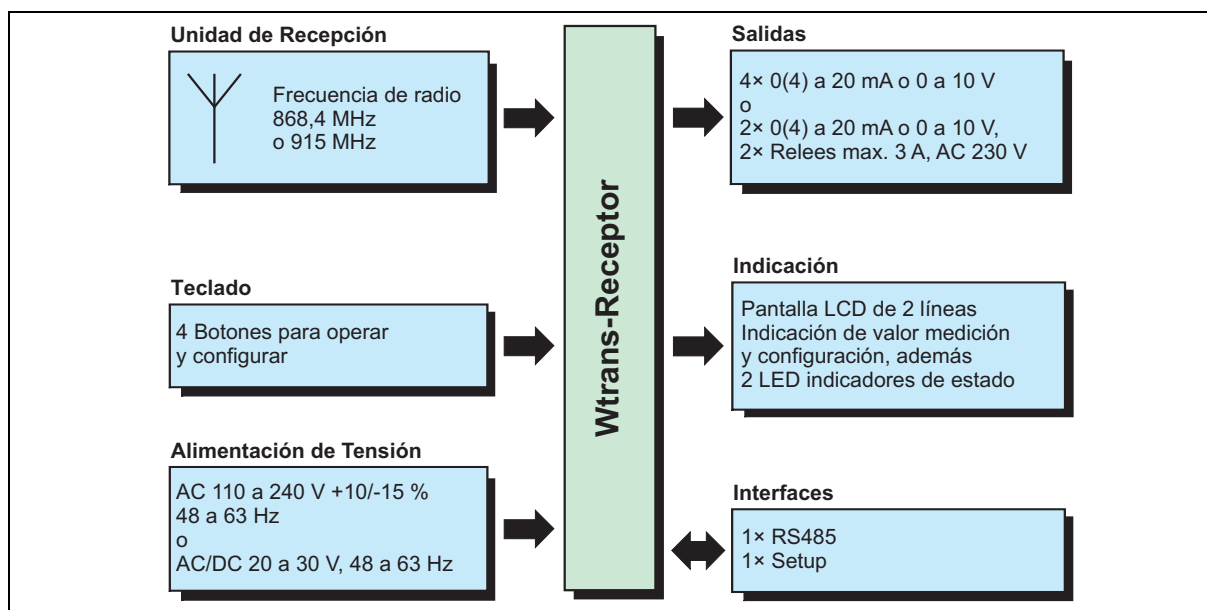 Unidad de Recepción
Frecuencia de radio
868,4 MHz
o 915 MHz
Teclado
4 Botones para operar
y configurar
Alimentación de Tensión
AC 110 a 240 V +10/-15 %
48 a 63 Hz
o
AC/DC 20 a 30 V, 48 a 63 Hz
Wtrans-Receptor
Salidas
4× 0(4) a 20 mA o 0 a 10 V
o
2× 0(4) a 20 mA o 0 a 10 V,
2× Relees max. 3 A, AC 230 V
Indicación
Pantalla LCD de 2 líneas
Indicación de valor medición
y configuración, además
2 LED indicadores de estado
Interfaces
1× RS485
1× Setup